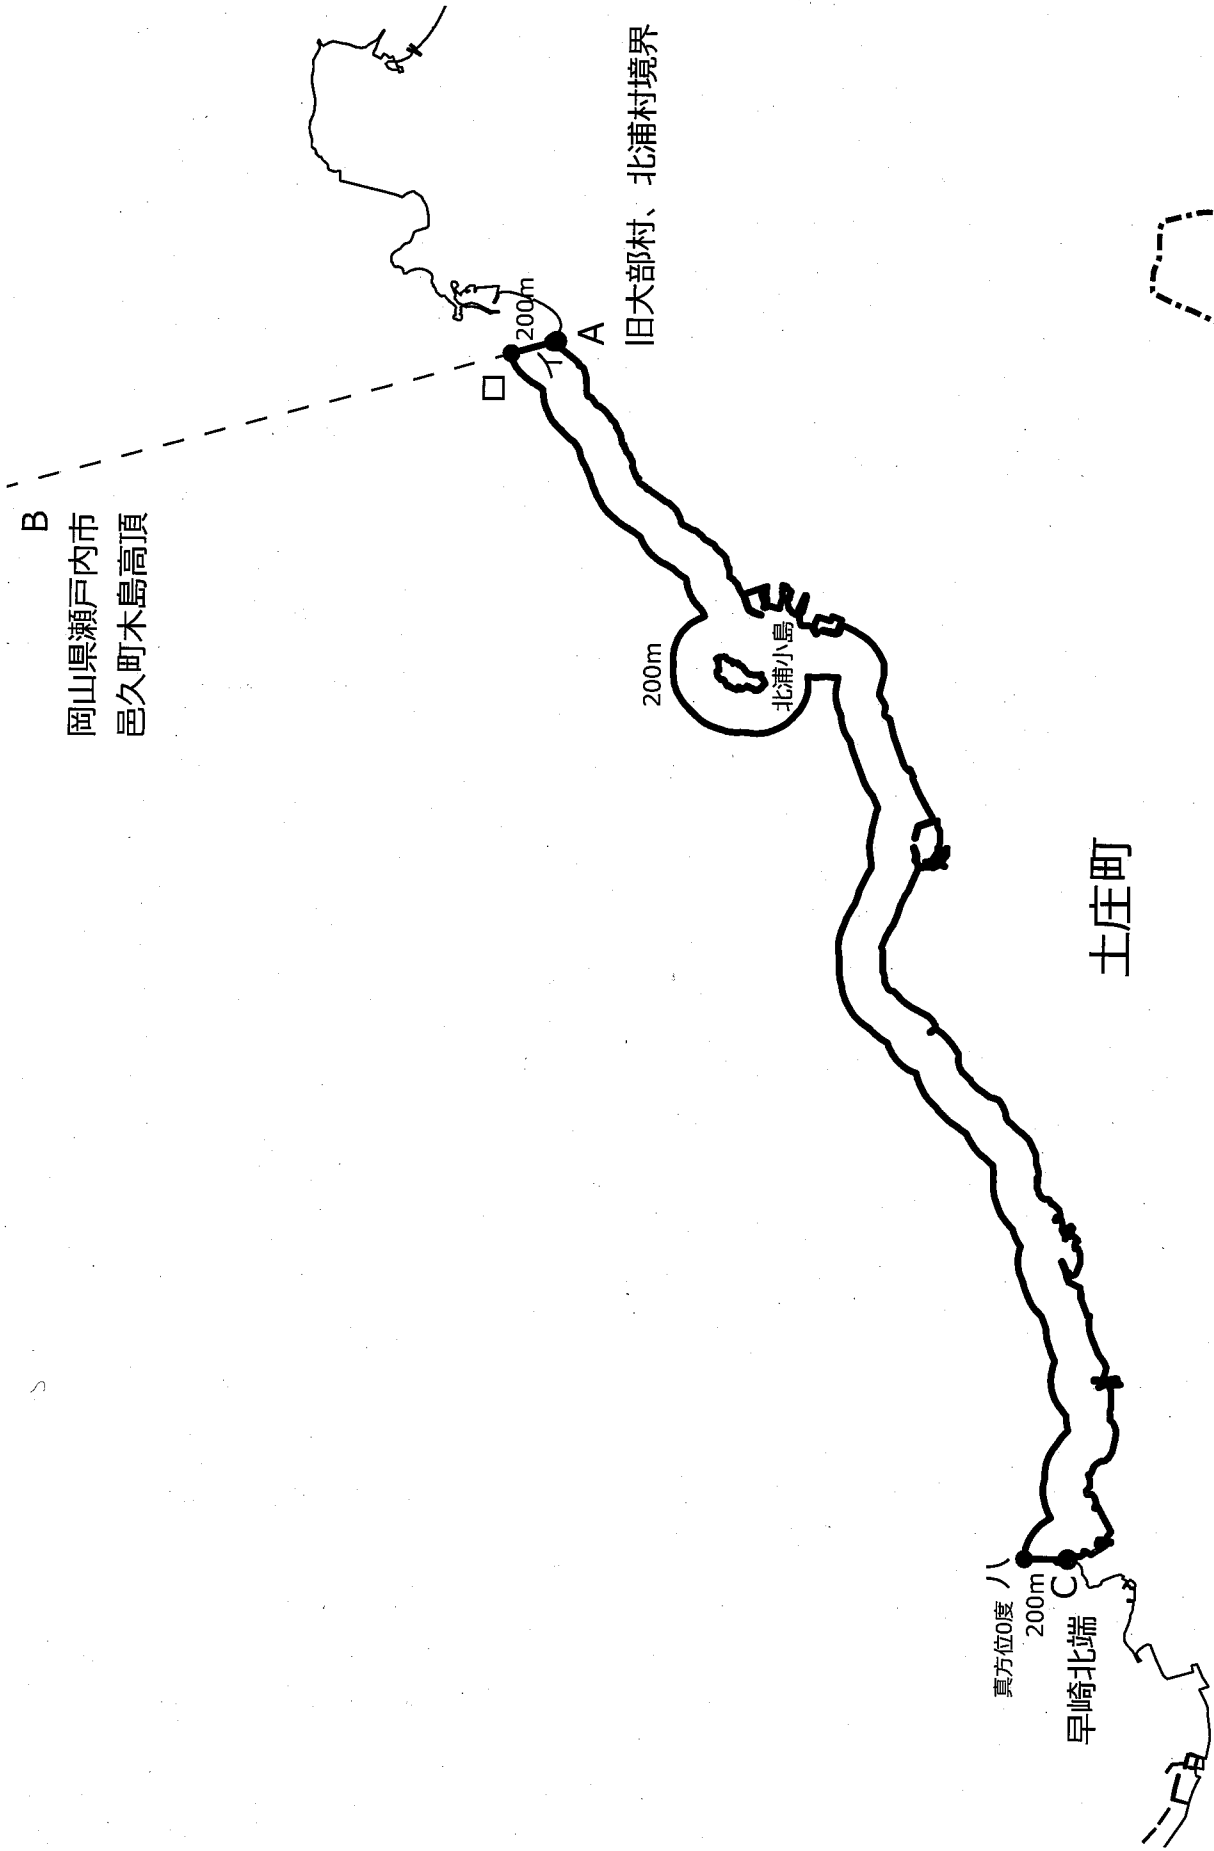 B
岡山県瀬戸内市
邑久町木島高頂
ロ
200m
イ
A
旧大部村、北浦村境界
200m
北浦小島
土庄町
ハ
真方位0度
200m
C
早崎北端